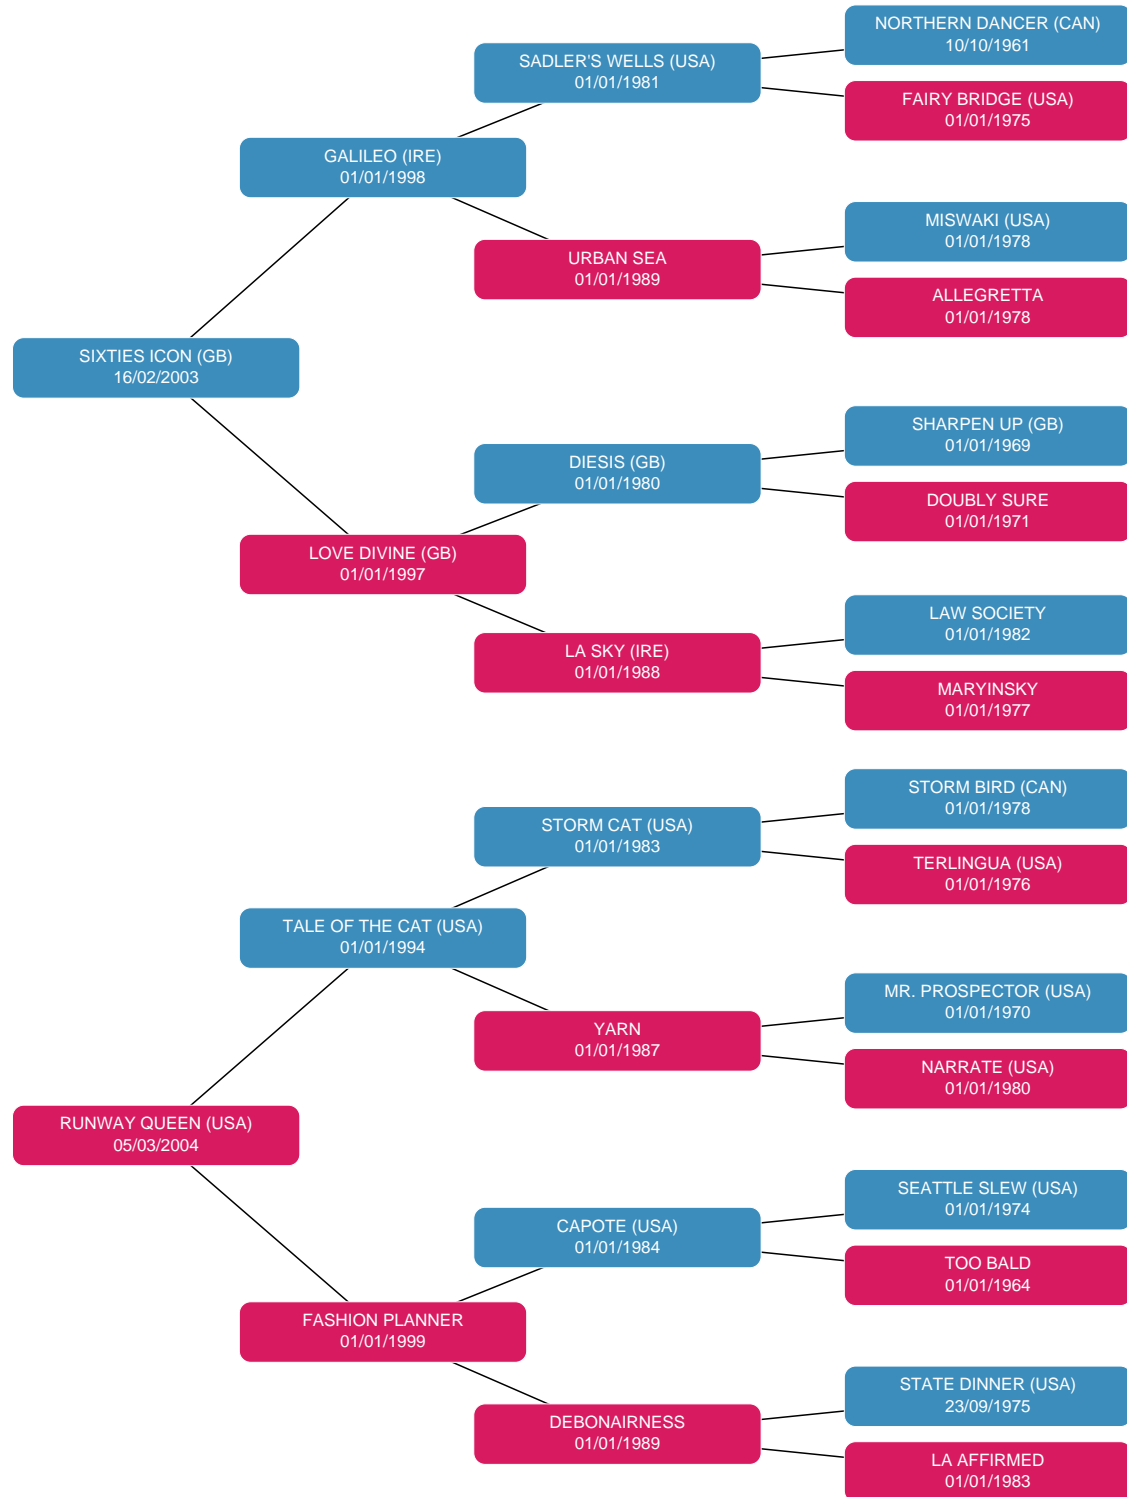 NORTHERN DANCER (CAN)
10/10/1961
SADLER'S WELLS (USA)
01/01/1981
FAIRY BRIDGE (USA)
01/01/1975
GALILEO (IRE)
01/01/1998
MISWAKI (USA)
01/01/1978
URBAN SEA
01/01/1989
ALLEGRETTA
01/01/1978
SIXTIES ICON (GB)
16/02/2003
SHARPEN UP (GB)
01/01/1969
DIESIS (GB)
01/01/1980
DOUBLY SURE
01/01/1971
LOVE DIVINE (GB)
01/01/1997
LAW SOCIETY
01/01/1982
LA SKY (IRE)
01/01/1988
MARYINSKY
01/01/1977
STORM BIRD (CAN)
01/01/1978
STORM CAT (USA)
01/01/1983
TERLINGUA (USA)
01/01/1976
TALE OF THE CAT (USA)
01/01/1994
MR. PROSPECTOR (USA)
01/01/1970
YARN
01/01/1987
NARRATE (USA)
01/01/1980
RUNWAY QUEEN (USA)
05/03/2004
SEATTLE SLEW (USA)
01/01/1974
CAPOTE (USA)
01/01/1984
TOO BALD
01/01/1964
FASHION PLANNER
01/01/1999
STATE DINNER (USA)
23/09/1975
DEBONAIRNESS
01/01/1989
LA AFFIRMED
01/01/1983